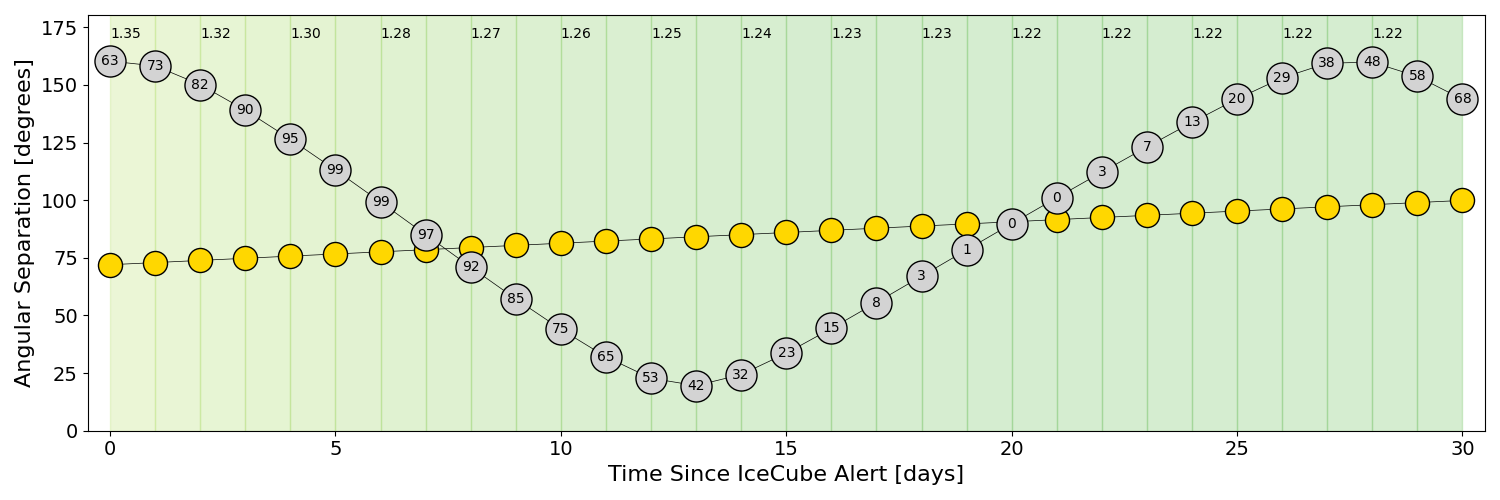 175
150
125
100
75
50
25
0
Angular Separation [degrees]
1.35 1.32 1.30 1.28 1.27 1.26 1.25 1.24 1.23 1.23 1.22 1.22 1.22 1.22 1.22
63 73 82 90 95 99 99 97 92 85 75 65 53 42 32 23 15 8 3 1 0 0 3 7 13 20 29 38 48 58 68
0 5 10 15 20 25 30
Time Since IceCube Alert [days]